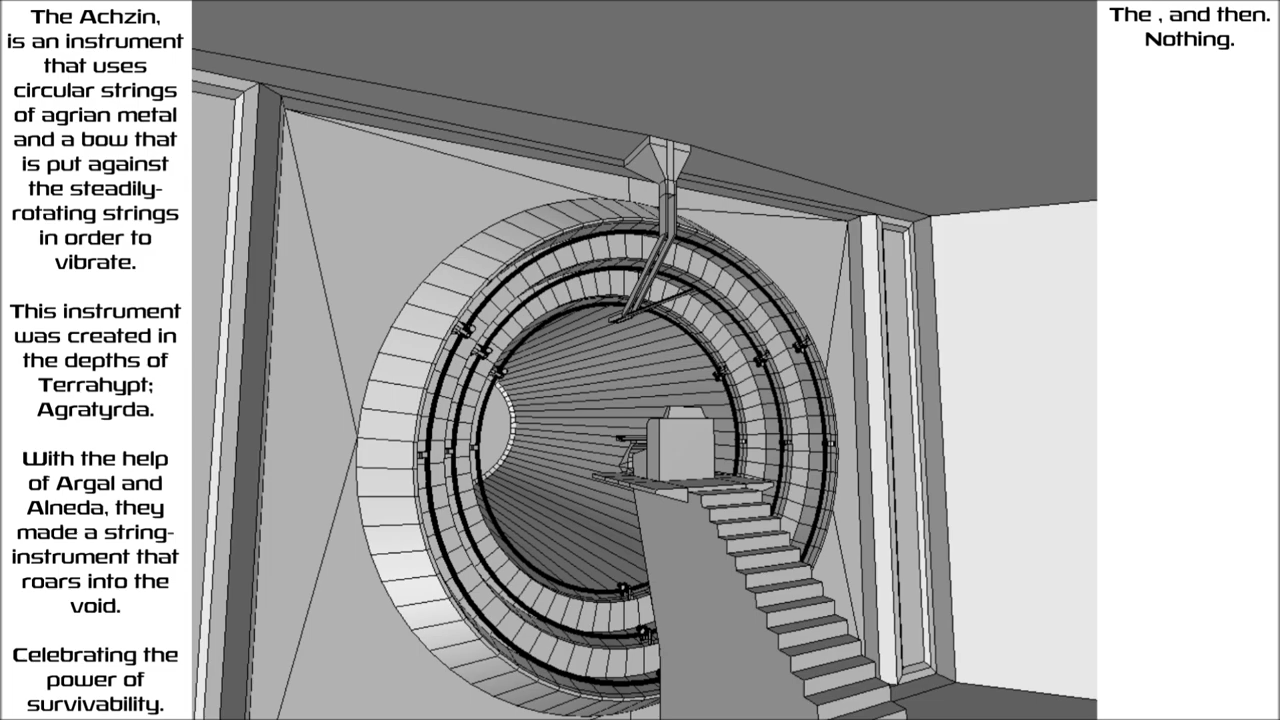 The Achzin,
is an instrument
that uses
circular strings
of agrian metal
and a bow that
is put against
the steadily-
rotating strings
in order to
vibrate.
This instrument
was created in
the depths of
Terrahypt;
Agratyrda.
With the help
of Argal and
Alneda, they
made a string-
instrument that
roars into the
void.
Celebrating the
power of
survivability.
The , and then.
Nothing.